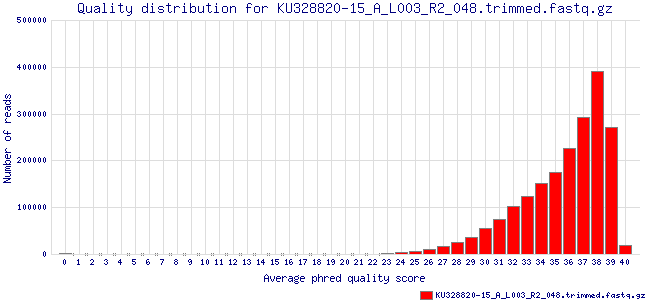 Quality distribution for KU328820-15_A_L003_R2_048.trimmed.fastq.gz
500000
400000
300000
200000
100000
0
Number of reads
0 1 2 3 4 5 6 7 8 9 10 11 12 13 14 15 16 17 18 19 20 21 22 23 24 25 26 27 28 29 30 31 32 33 34 35 36 37 38 39 40
Average phred quality score
KU328820-15_A_L003_R2_048.trimmed.fastq.gz